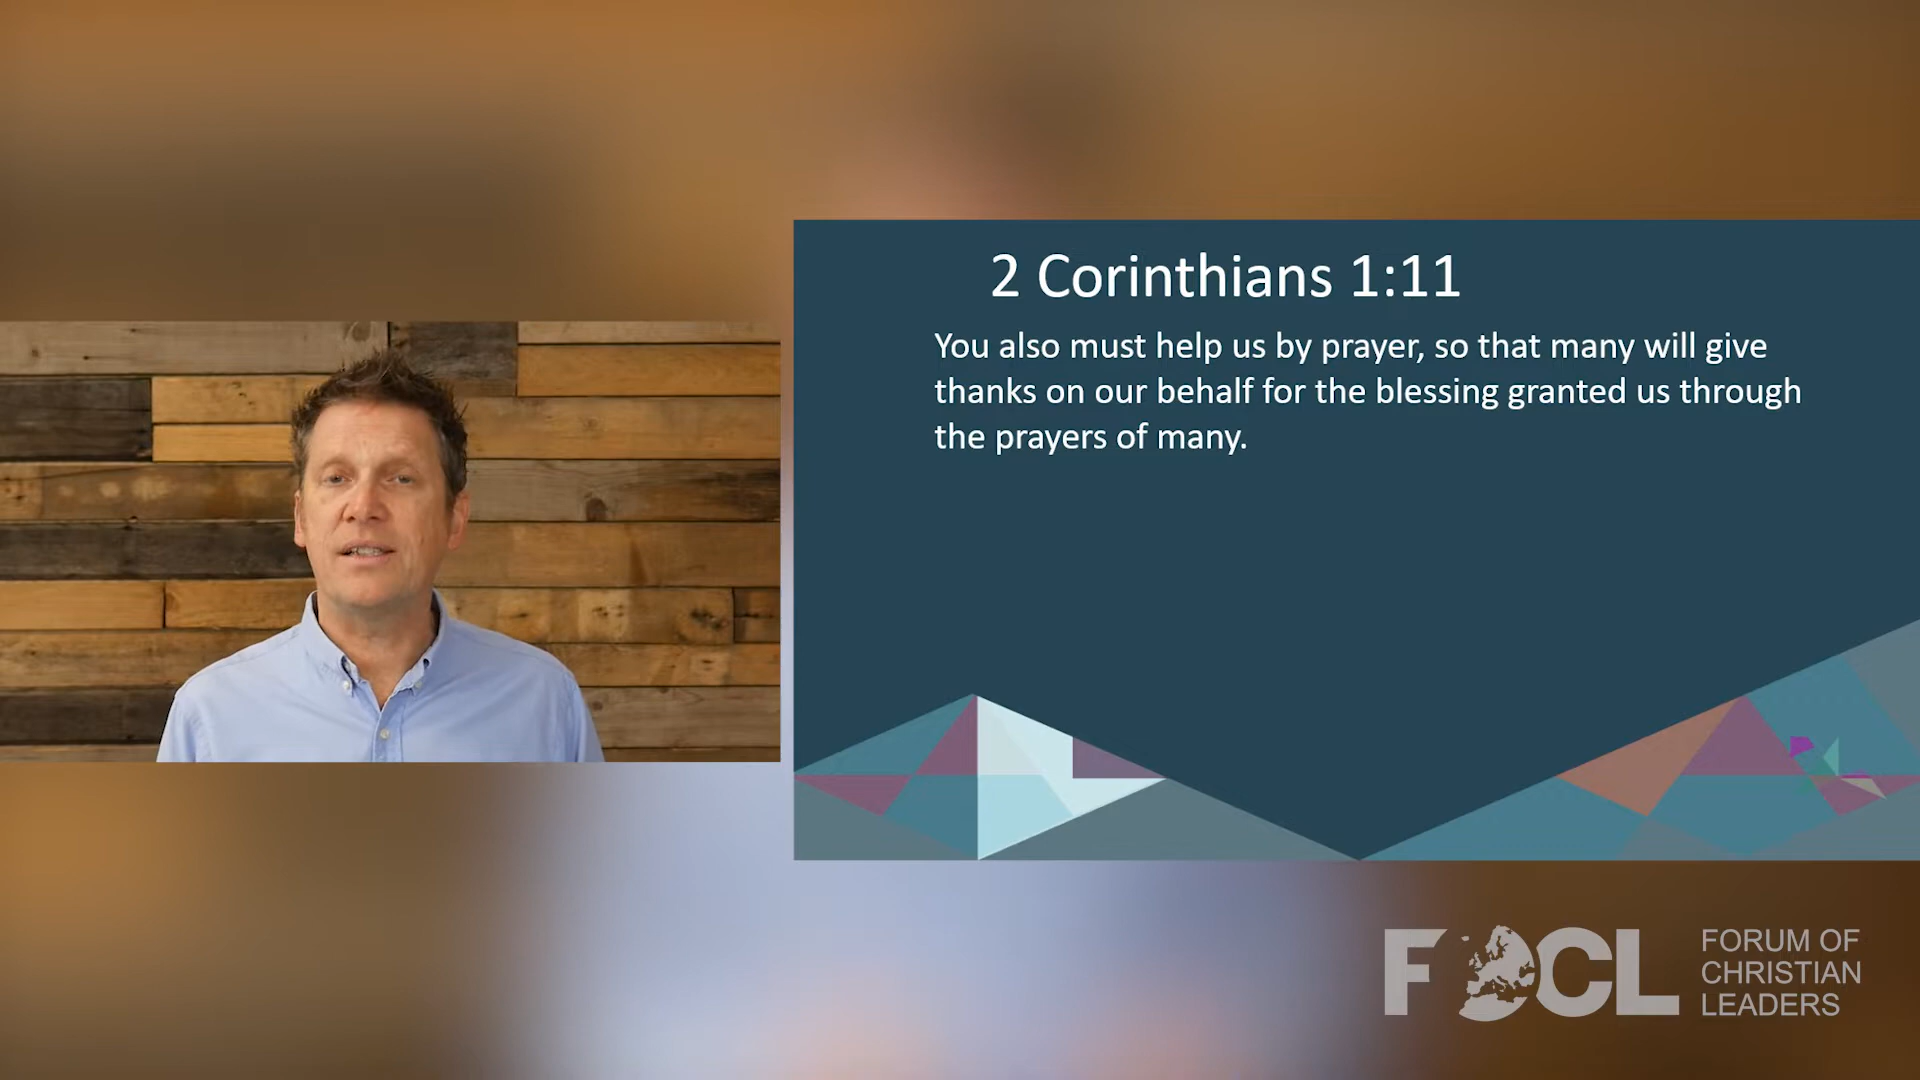 2 Corinthians 1:11
You also must help us by prayer, so that many will give
thanks on our behalf for the blessing granted us through
the prayers of many.
FOCL
FORUM OF
CHRISTIAN
LEADERS